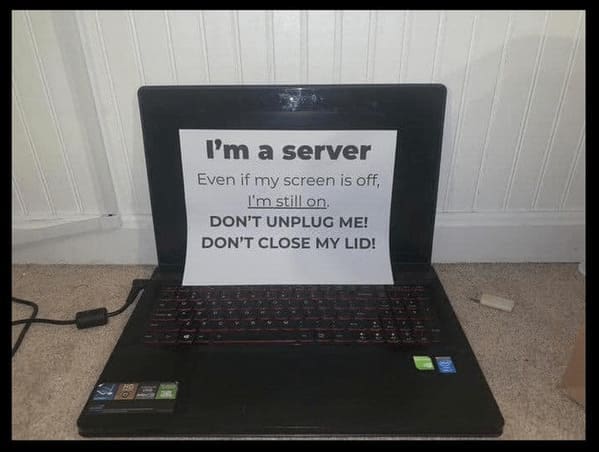 I'm a server
Even if my screen is off,
I'm still on.
DON'T UNPLUG ME!
DON'T CLOSE MY LID!